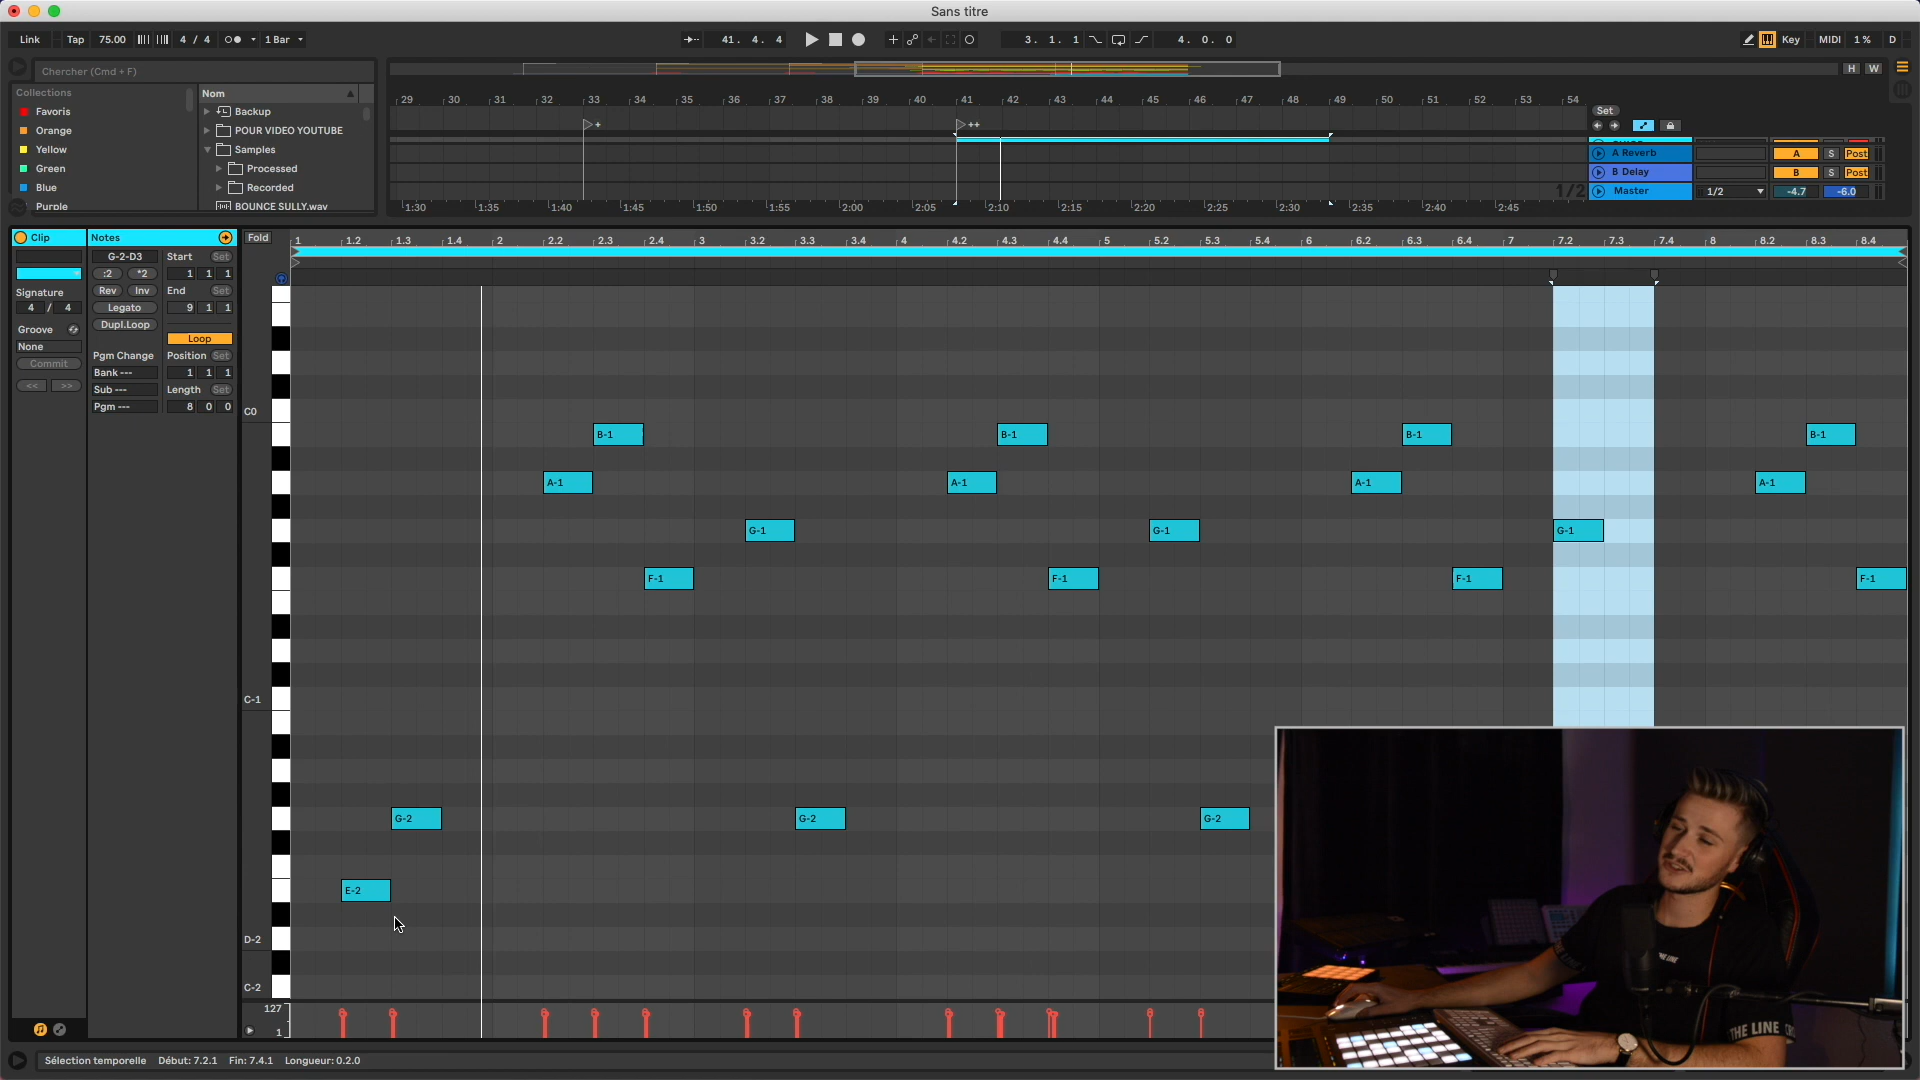 Sans titre
Link Tap 75.00 4 / 4 1 Bar 41. 4. 4 3. 1. 1 4. 0. 0 Key MIDI 1 % D
Chercher (Cmd + F)
H W
Collections
Favoris
Orange
Yellow
Green
Blue
Purple
Nom
Backup
POUR VIDEO YOUTUBE
Samples
Processed
Recorded
BOUNCE SULLY.wav
29 30 31 32 33 34 35 36 37 38 39 40 41 42 43 44 45 46 47 48 49 50 51 52 53 54
Set
+ ++
A Reverb A S Post
B Delay B S Post
1/2 Master 1/2 -4.7 -6.0
1:30 1:35 1:40 1:45 1:50 1:55 2:00 2:05 2:10 2:15 2:20 2:25 2:30 2:35 2:40 2:45
Clip
Signature
4 / 4
Groove
None
Commit
<< >>
Notes
G-2-D3
:2 *2
Rev Inv
Legato
Dupl.Loop
Pgm Change
Bank ---
Sub ---
Pgm ---
Start Set
1 1 1
End Set
9 1 1
Loop
Position Set
1 1 1
Length Set
8 0 0
Fold
1 1.2 1.3 1.4 2 2.2 2.3 2.4 3 3.2 3.3 3.4 4 4.2 4.3 4.4 5 5.2 5.3 5.4 6 6.2 6.3 6.4 7 7.2 7.3 7.4 8 8.2 8.3 8.4
C0
B-1 B-1 B-1 B-1
A-1 A-1 A-1 A-1
G-1 G-1 G-1
F-1 F-1 F-1 F-1
C-1
G-2 G-2 G-2
E-2
D-2
C-2
127
1
THE LINE
Sélection temporelle Début: 7.2.1 Fin: 7.4.1 Longueur: 0.2.0